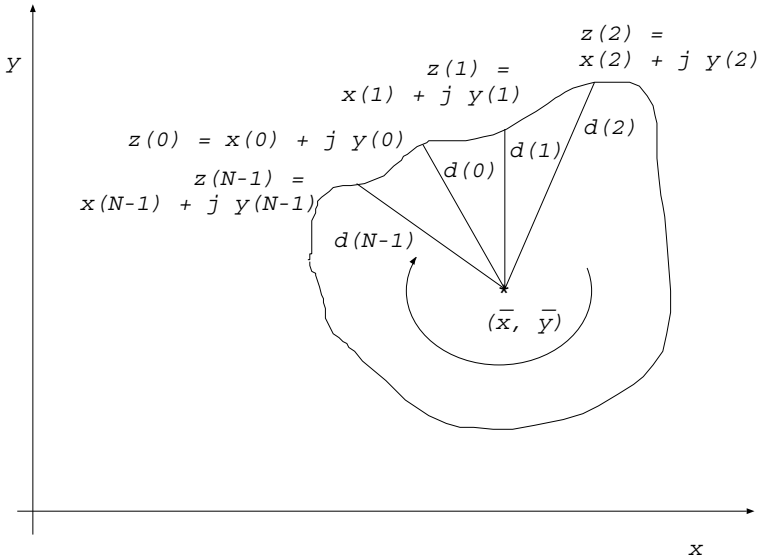 z(2) =
x(2) + j y(2)
y
z(1) =
x(1) + j y(1)
z(0) = x(0) + j y(0)
z(N-1) =
x(N-1) + j y(N-1)
d(0)
d(1)
d(2)
d(N-1)
*
(x̅, y̅)
x